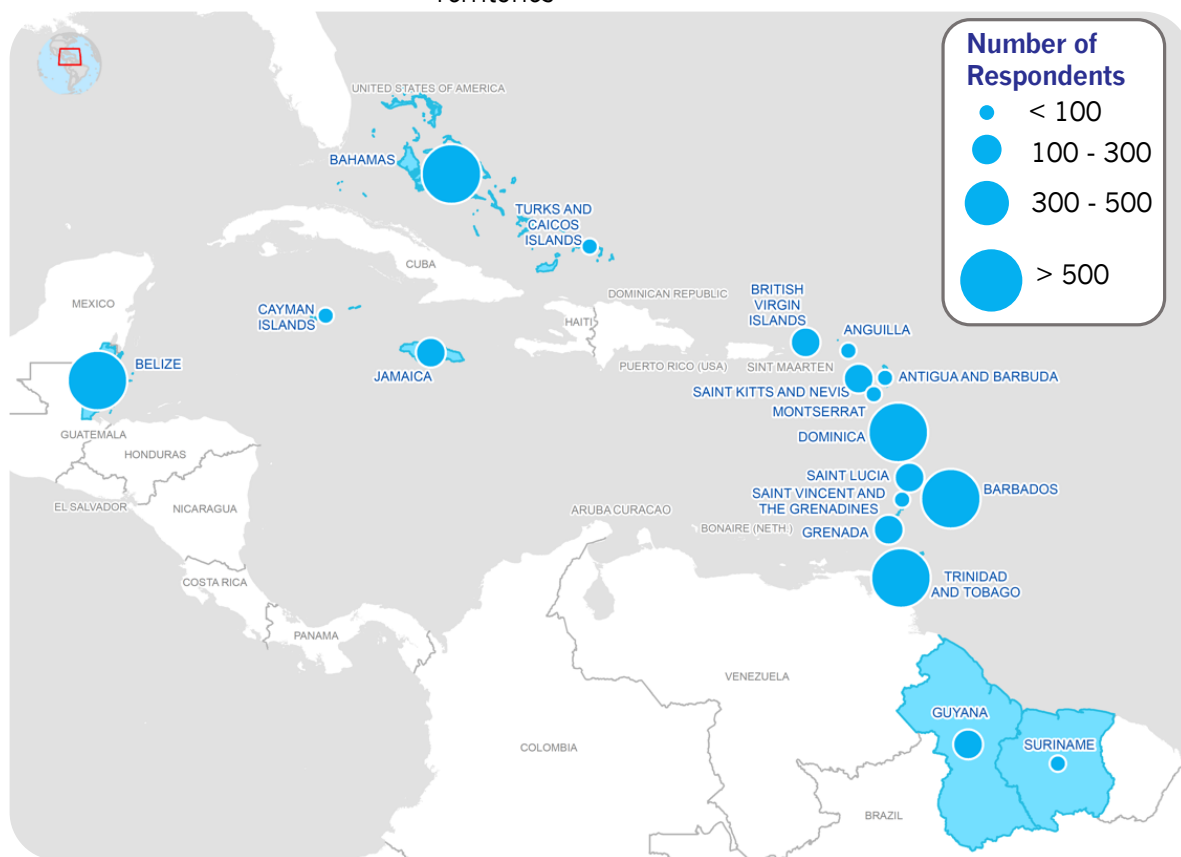 Territories
Number of
Respondents
< 100
100 - 300
300 - 500
> 500
UNITED STATES OF AMERICA
BAHAMAS
TURKS AND
CAICOS
ISLANDS
CUBA
MEXICO
CAYMAN
ISLANDS
HAITI
DOMINICAN REPUBLIC
BRITISH
VIRGIN
ISLANDS
ANGUILLA
BELIZE
JAMAICA
PUERTO RICO (USA)
SINT MAARTEN
ANTIGUA AND BARBUDA
SAINT KITTS AND NEVIS
MONTSERRAT
GUATEMALA
DOMINICA
HONDURAS
SAINT LUCIA
BARBADOS
SAINT VINCENT AND
THE GRENADINES
EL SALVADOR
NICARAGUA
ARUBA CURACAO
BONAIRE (NETH.)
GRENADA
COSTA RICA
TRINIDAD
AND TOBAGO
PANAMA
VENEZUELA
GUYANA
COLOMBIA
SURINAME
BRAZIL